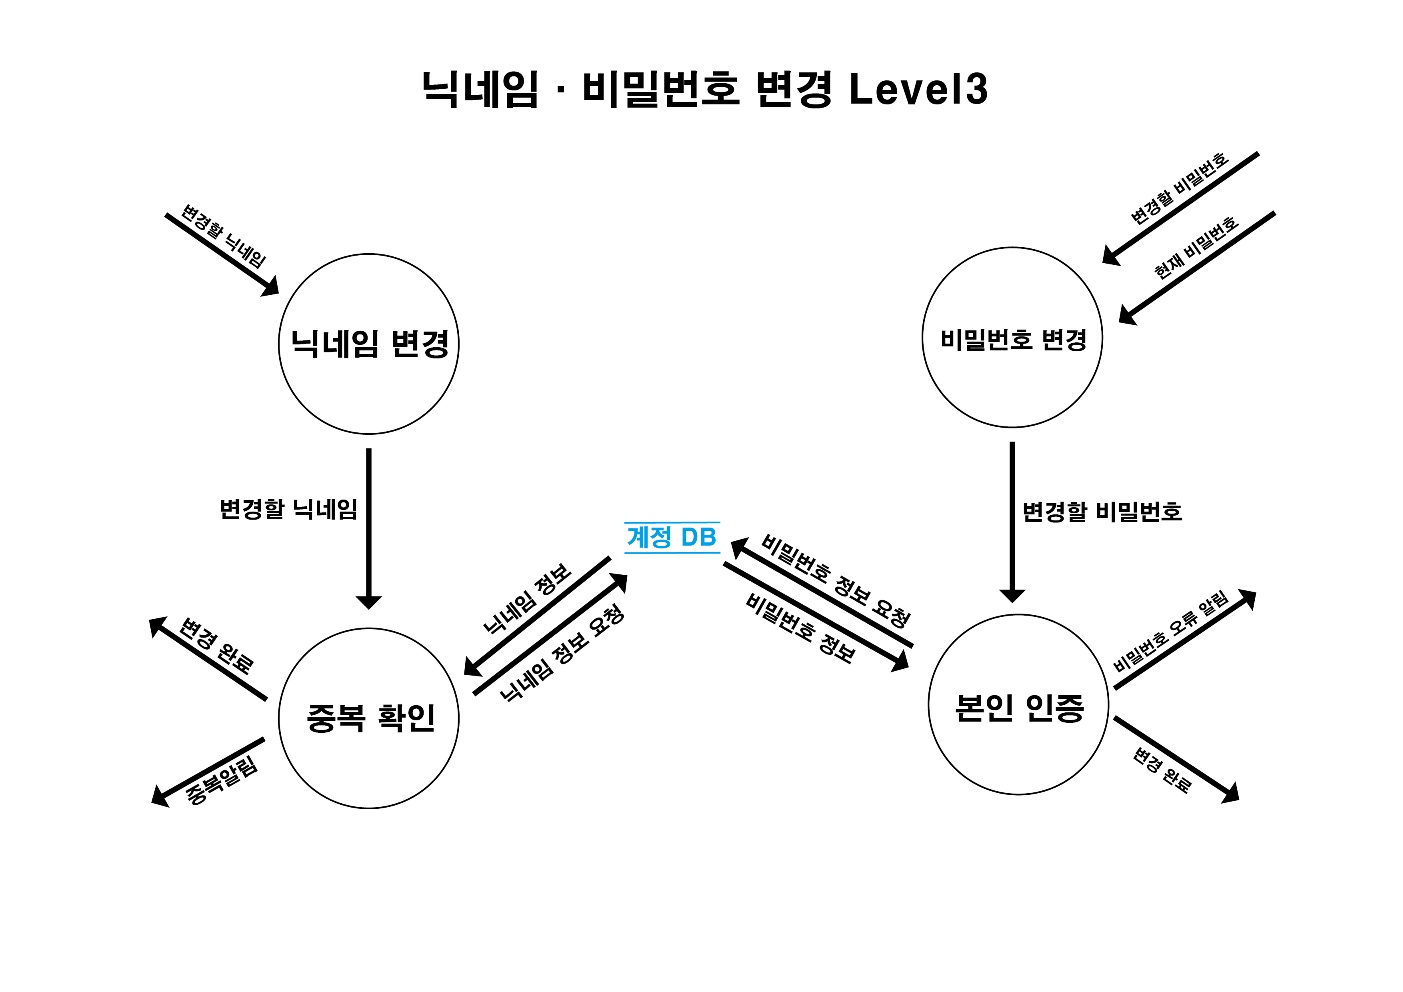 닉네임 · 비밀번호 변경 Level3
변경할 닉네임
변경할 비밀번호
현재 비밀번호
닉네임 변경
비밀번호 변경
변경할 닉네임
변경할 비밀번호
계정 DB
닉네임 정보
닉네임 정보 요청
비밀번호 정보 요청
비밀번호 정보
변경 완료
중복알림
중복 확인
본인 인증
비밀번호 오류 알림
변경 완료